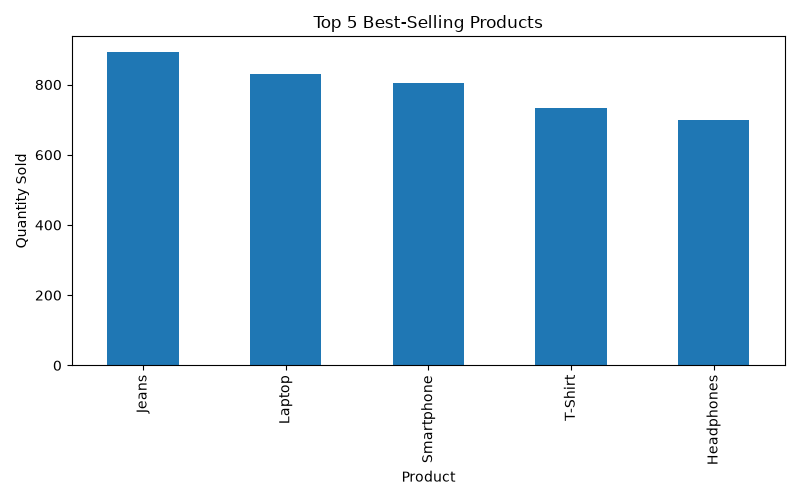 Top 5 Best-Selling Products
Quantity Sold
800
600
400
200
0
Jeans
Laptop
Smartphone
T-Shirt
Headphones
Product